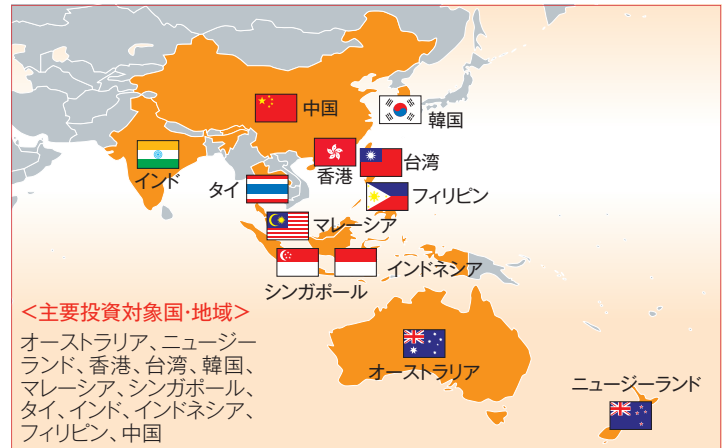 中国
韓国
インド
香港
台湾
タイ
フィリピン
マレーシア
インドネシア
シンガポール
オーストラリア
ニュージーランド
<主要投資対象国・地域>
オーストラリア、ニュージー
ランド、香港、台湾、韓国、
マレーシア、シンガポール、
タイ、インド、インドネシア、
フィリピン、中国